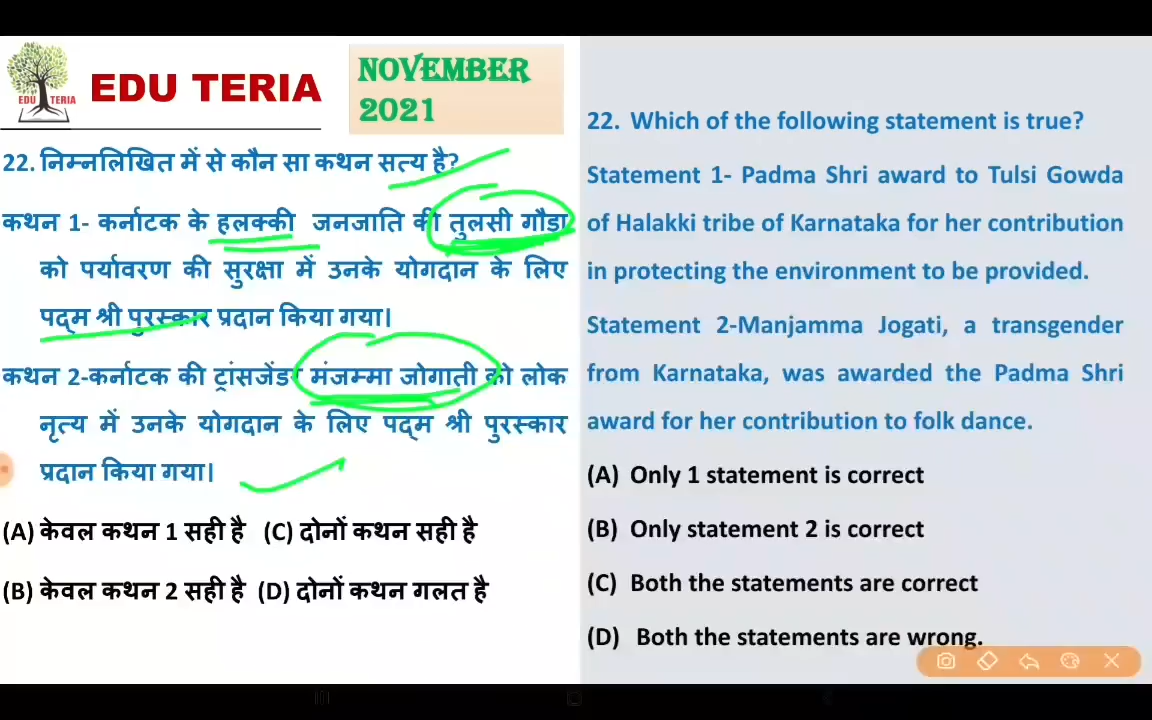 EDU TERIA
EDU TERIA
NOVEMBER
2021
22. निम्नलिखित में से कौन सा कथन सत्य है?
कथन 1- कर्नाटक के हलक्की जनजाति की तुलसी गौडा
को पर्यावरण की सुरक्षा में उनके योगदान के लिए
पद्म श्री पुरस्कार प्रदान किया गया।
कथन 2-कर्नाटक की ट्रांसजेंडर मंजम्मा जोगाती को लोक
नृत्य में उनके योगदान के लिए पद्म श्री पुरस्कार
प्रदान किया गया।
(A) केवल कथन 1 सही है (C) दोनों कथन सही है
(B) केवल कथन 2 सही है (D) दोनों कथन गलत है
22. Which of the following statement is true?
Statement 1- Padma Shri award to Tulsi Gowda
of Halakki tribe of Karnataka for her contribution
in protecting the environment to be provided.
Statement 2-Manjamma Jogati, a transgender
from Karnataka, was awarded the Padma Shri
award for her contribution to folk dance.
(A) Only 1 statement is correct
(B) Only statement 2 is correct
(C) Both the statements are correct
(D) Both the statements are wrong.